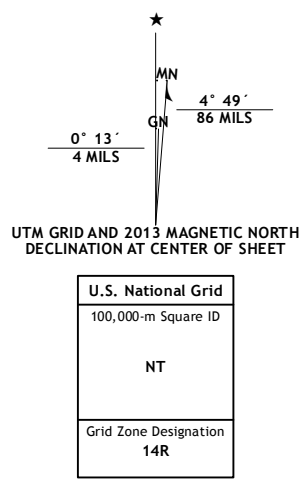 ★
MN
4° 49´
86 MILS
GN
0° 13´
4 MILS
UTM GRID AND 2013 MAGNETIC NORTH
DECLINATION AT CENTER OF SHEET
U.S. National Grid
100,000-m Square ID
NT
Grid Zone Designation
14R